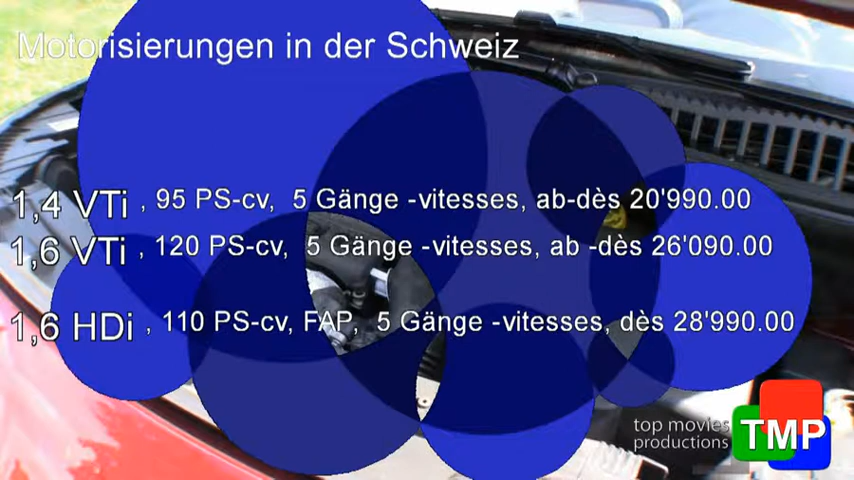 Motorisierungen in der Schweiz
1,4 VTi , 95 PS-cv, 5 Gänge -vitesses, ab-dès 20'990.00
1,6 VTi , 120 PS-cv, 5 Gänge -vitesses, ab -dès 26'090.00
1,6 HDi , 110 PS-cv, FAP, 5 Gänge -vitesses, dès 28'990.00
top movies
productions
TMP